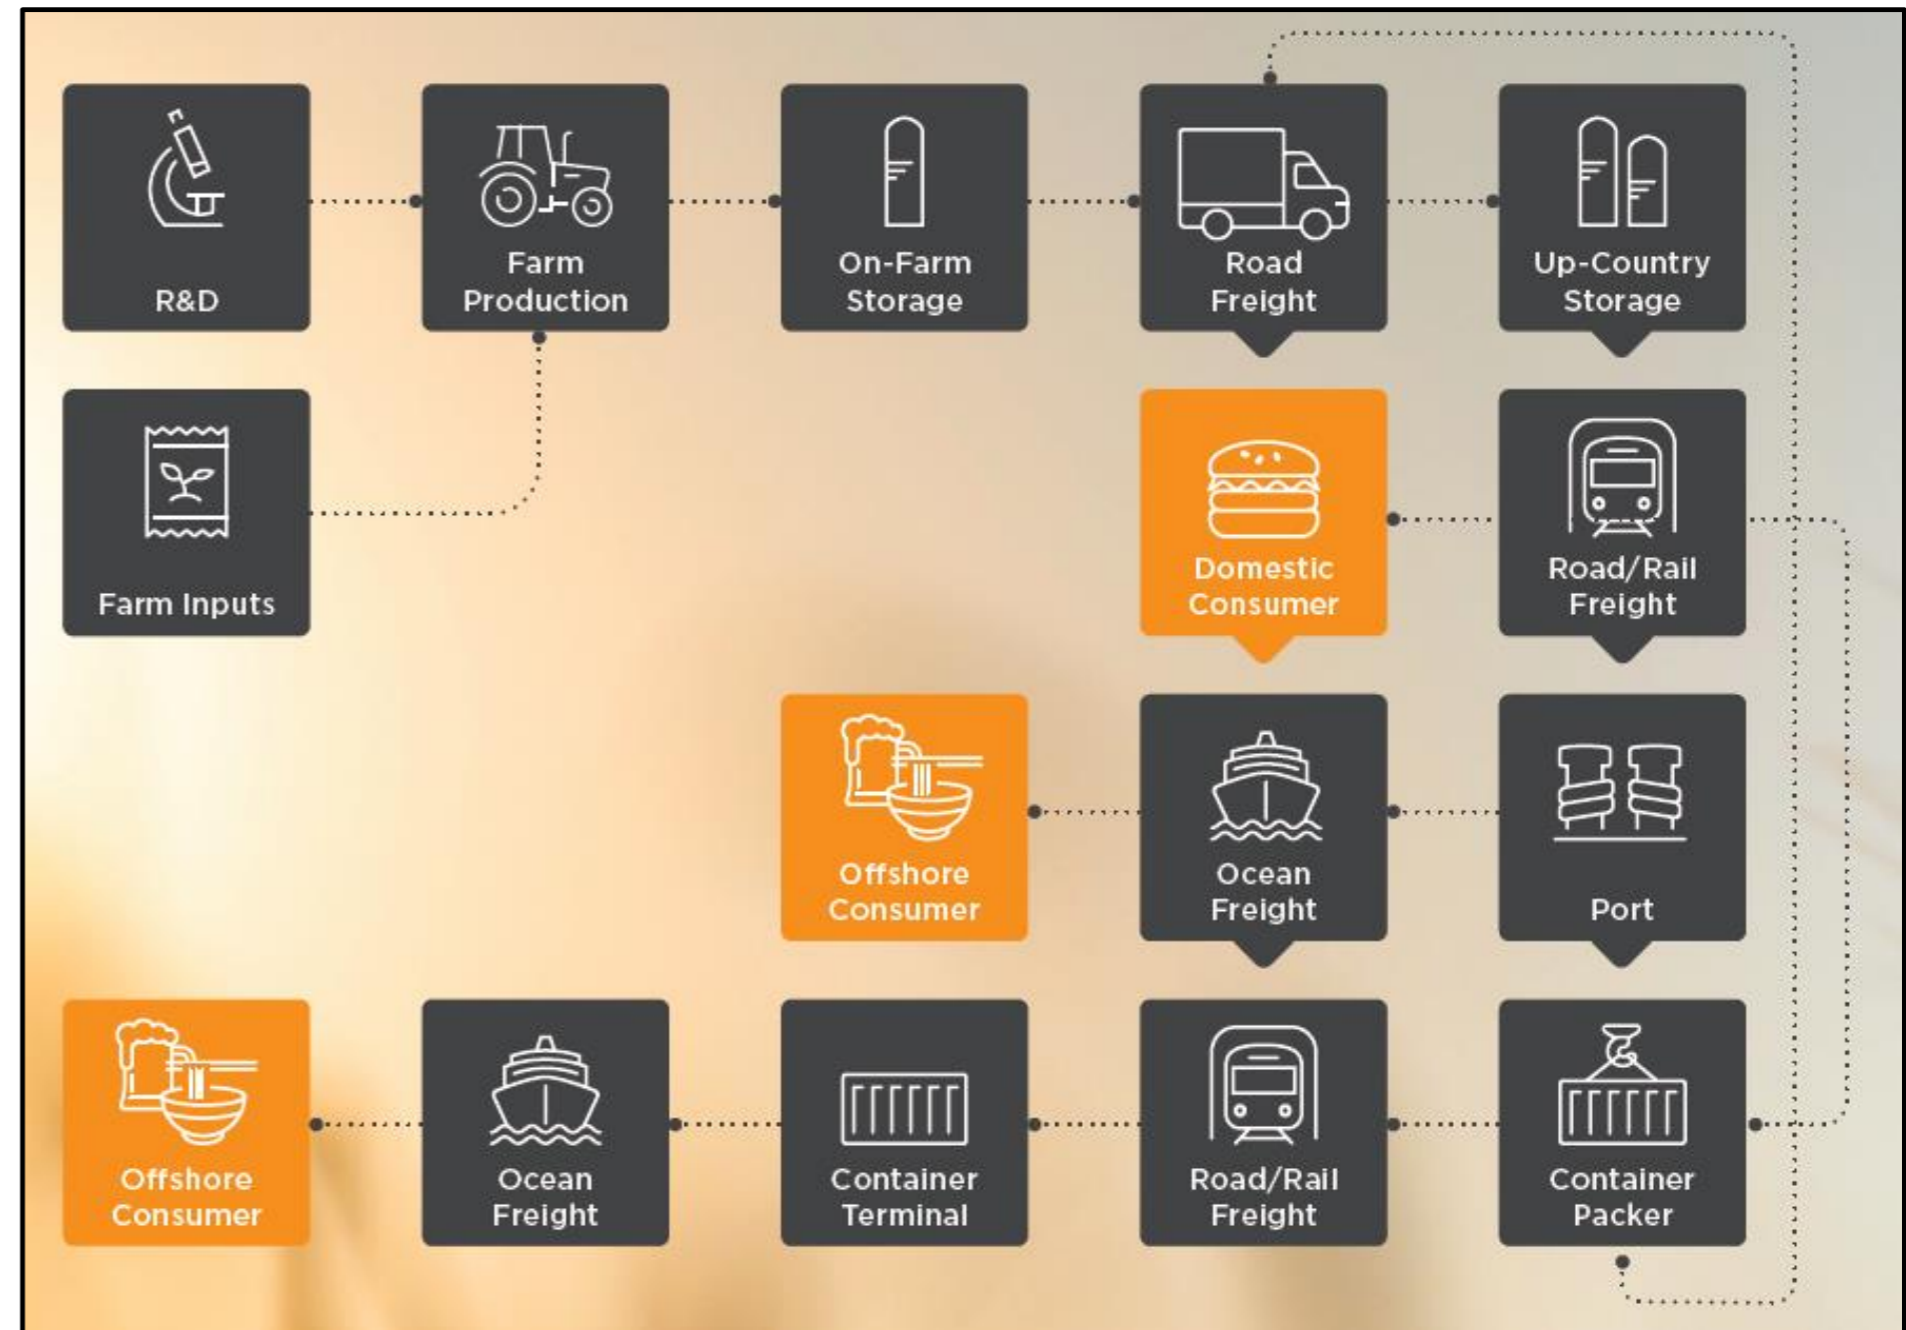 R&D
Farm
Production
On-Farm
Storage
Road
Freight
Up-Country
Storage
Farm Inputs
Domestic
Consumer
Road/Rail
Freight
Offshore
Consumer
Ocean
Freight
Port
Offshore
Consumer
Ocean
Freight
Container
Terminal
Road/Rail
Freight
Container
Packer